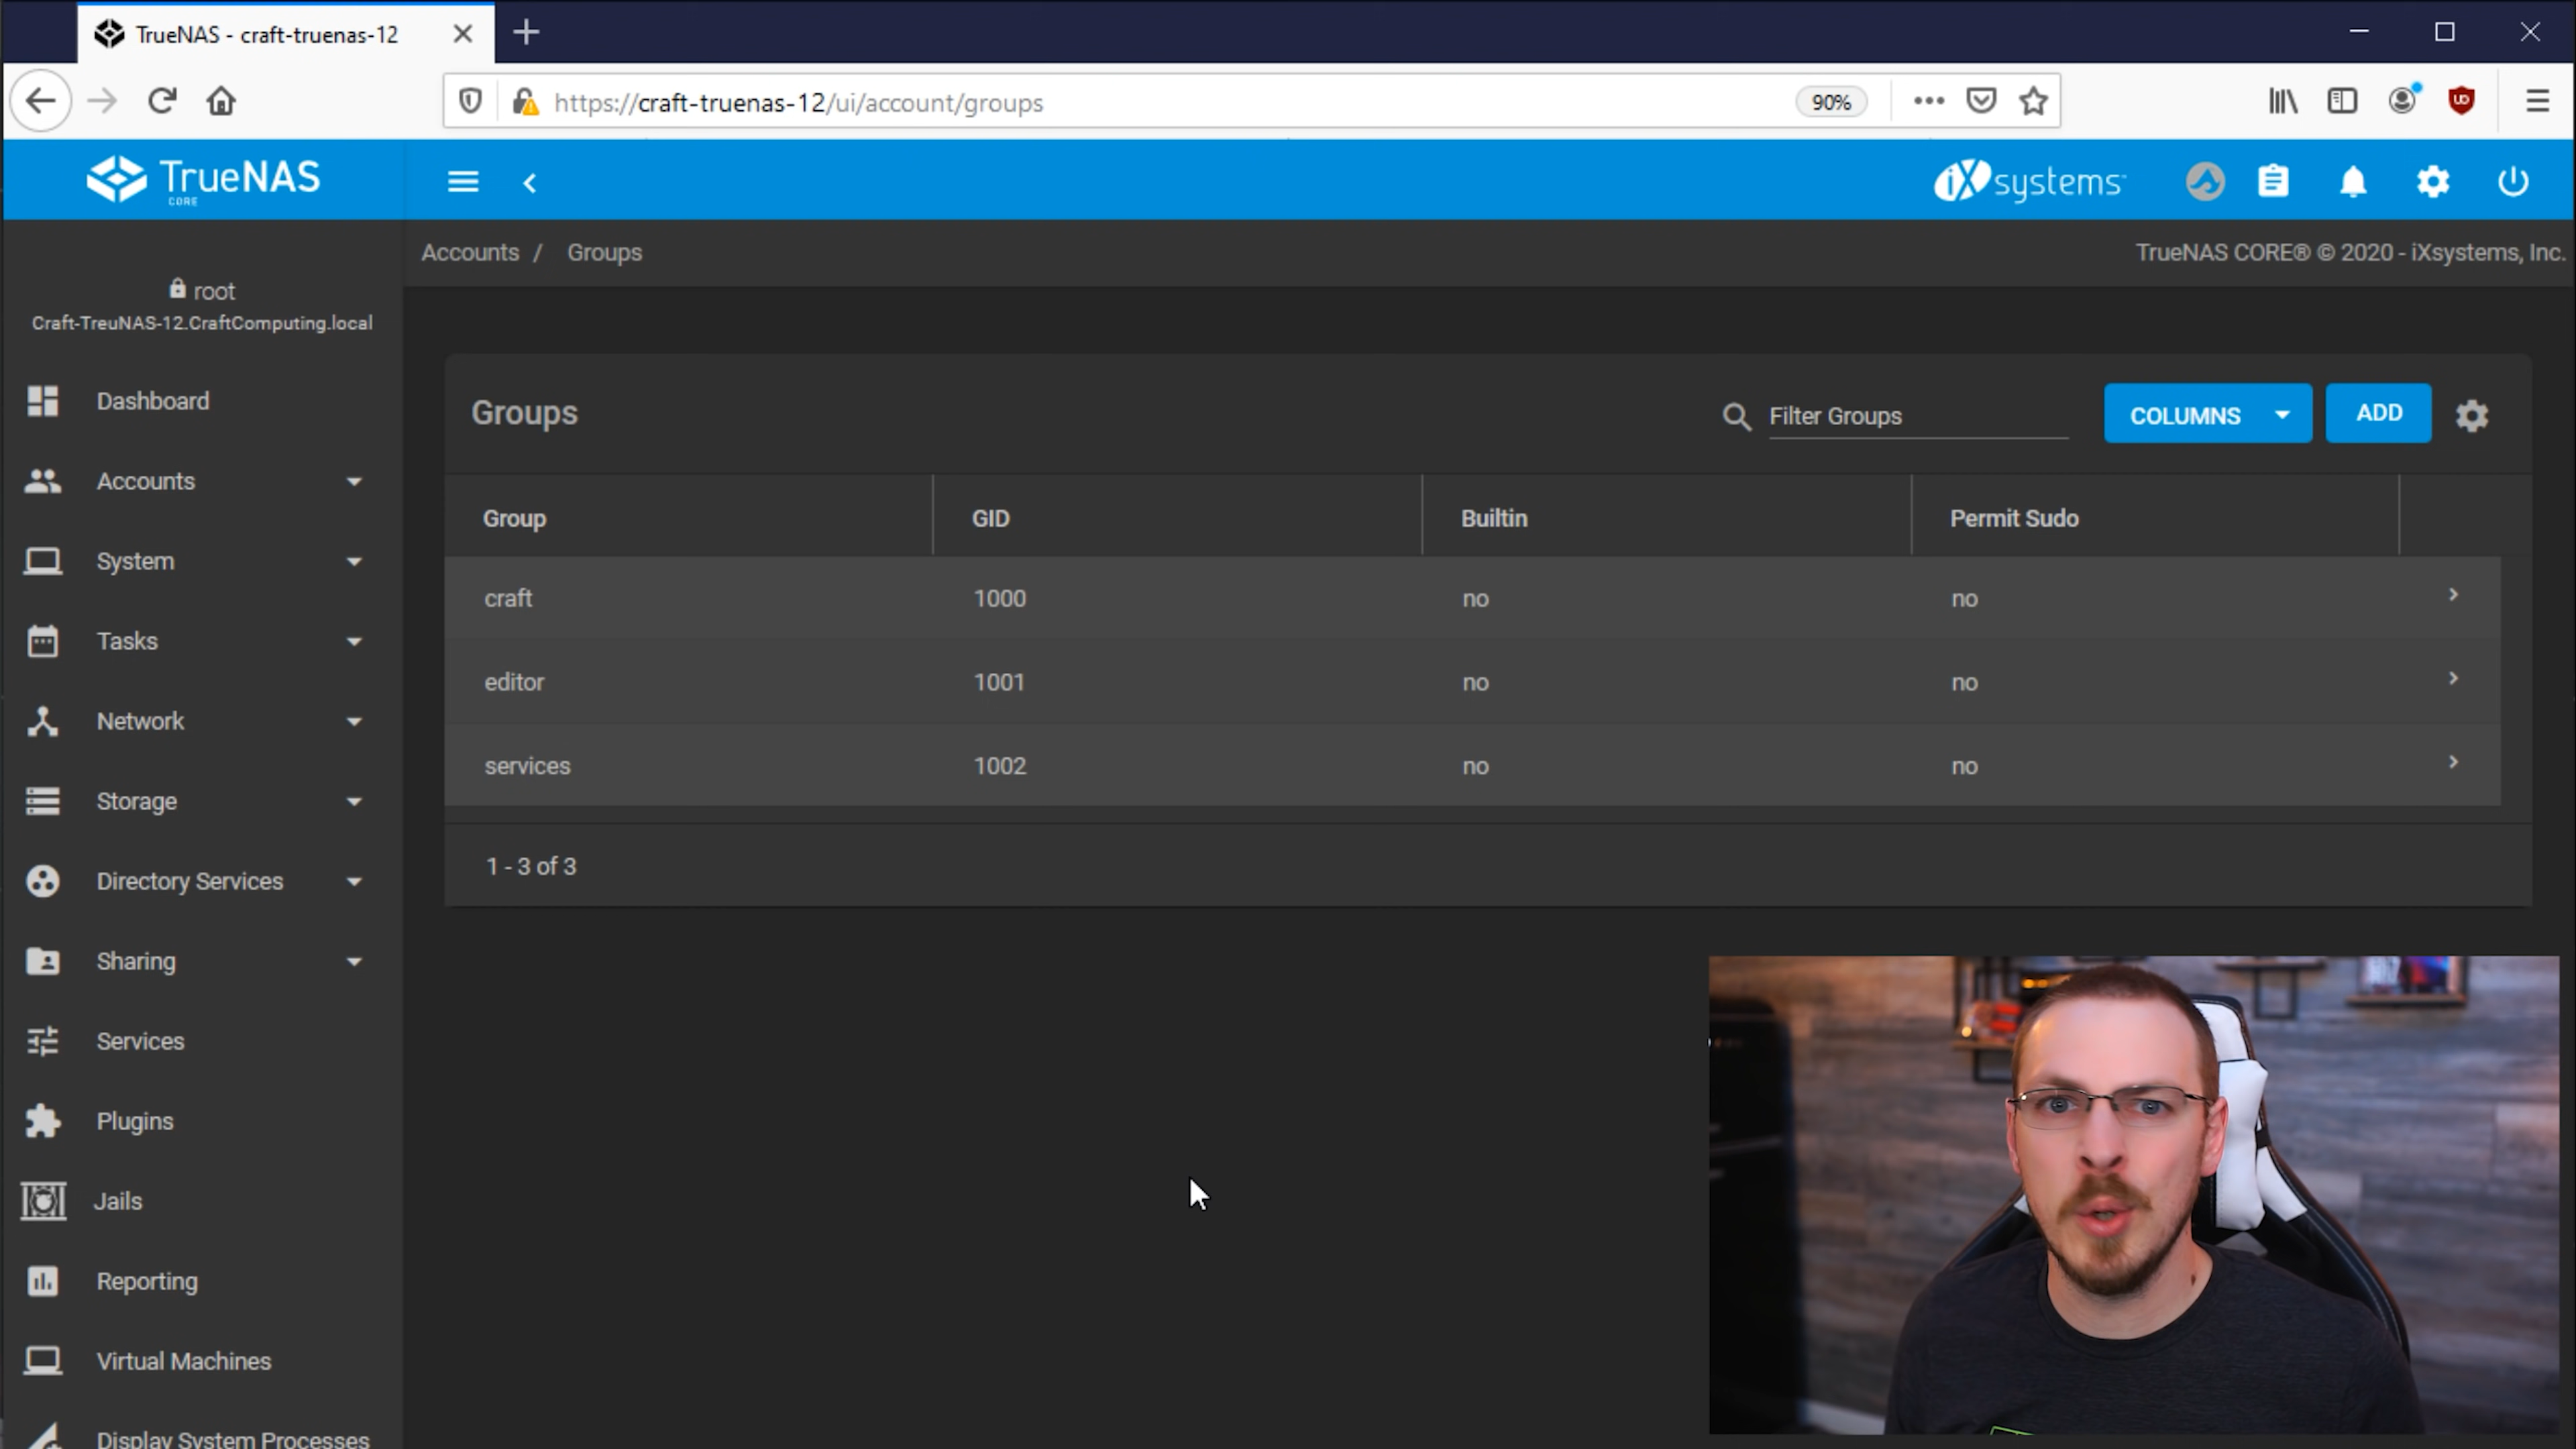 TrueNAS - craft-truenas-12
https://craft-truenas-12/ui/account/groups
90%
TrueNAS
CORE
iXsystems
Accounts / Groups
TrueNAS CORE® © 2020 - iXsystems, Inc.
root
Craft-TreuNAS-12.CraftComputing.local
Dashboard
Accounts
System
Tasks
Network
Storage
Directory Services
Sharing
Services
Plugins
Jails
Reporting
Virtual Machines
Display System Processes
Groups
Filter Groups
COLUMNS
ADD
Group GID Builtin Permit Sudo
craft 1000 no no
editor 1001 no no
services 1002 no no
1 - 3 of 3